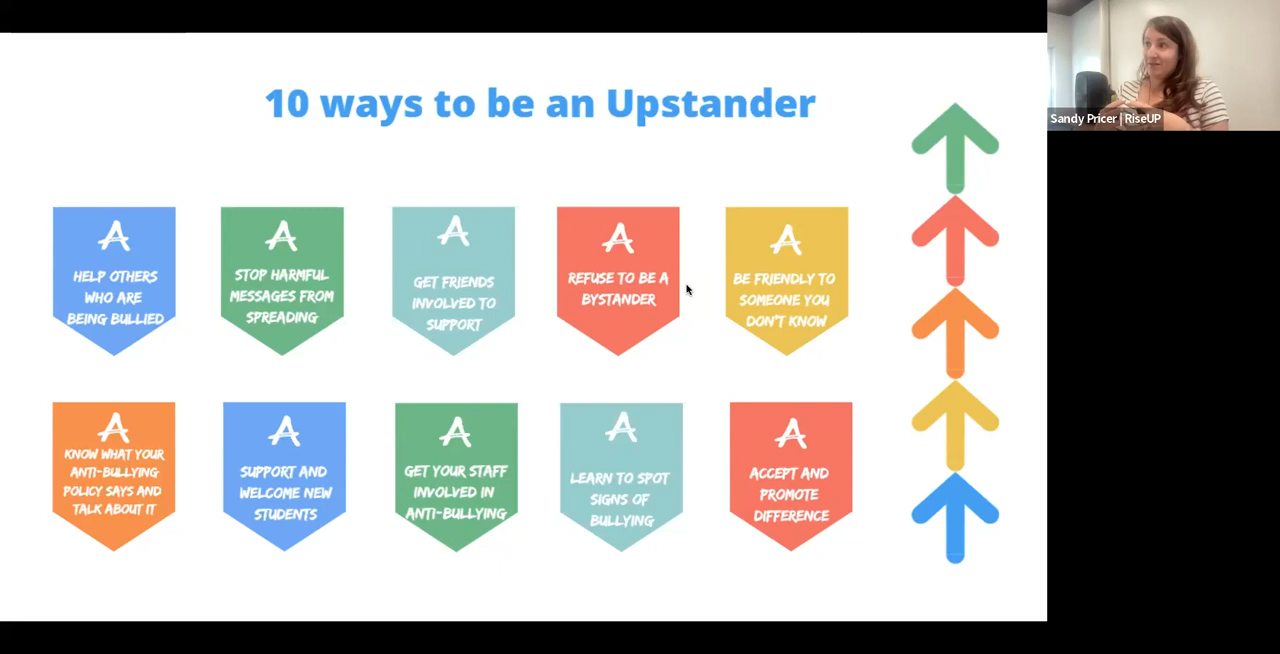 10 ways to be an Upstander
Sandy Pricer | RiseUP
A
HELP OTHERS
WHO ARE
BEING BULLIED
A
STOP HARMFUL
MESSAGES FROM
SPREADING
A
GET FRIENDS
INVOLVED TO
SUPPORT
A
REFUSE TO BE A
BYSTANDER
A
BE FRIENDLY TO
SOMEONE YOU
DON'T KNOW
A
KNOW WHAT YOUR
ANTI-BULLYING
POLICY SAYS AND
TALK ABOUT IT
A
SUPPORT AND
WELCOME NEW
STUDENTS
A
GET YOUR STAFF
INVOLVED IN
ANTI-BULLYING
A
LEARN TO SPOT
SIGNS OF
BULLYING
A
ACCEPT AND
PROMOTE
DIFFERENCE